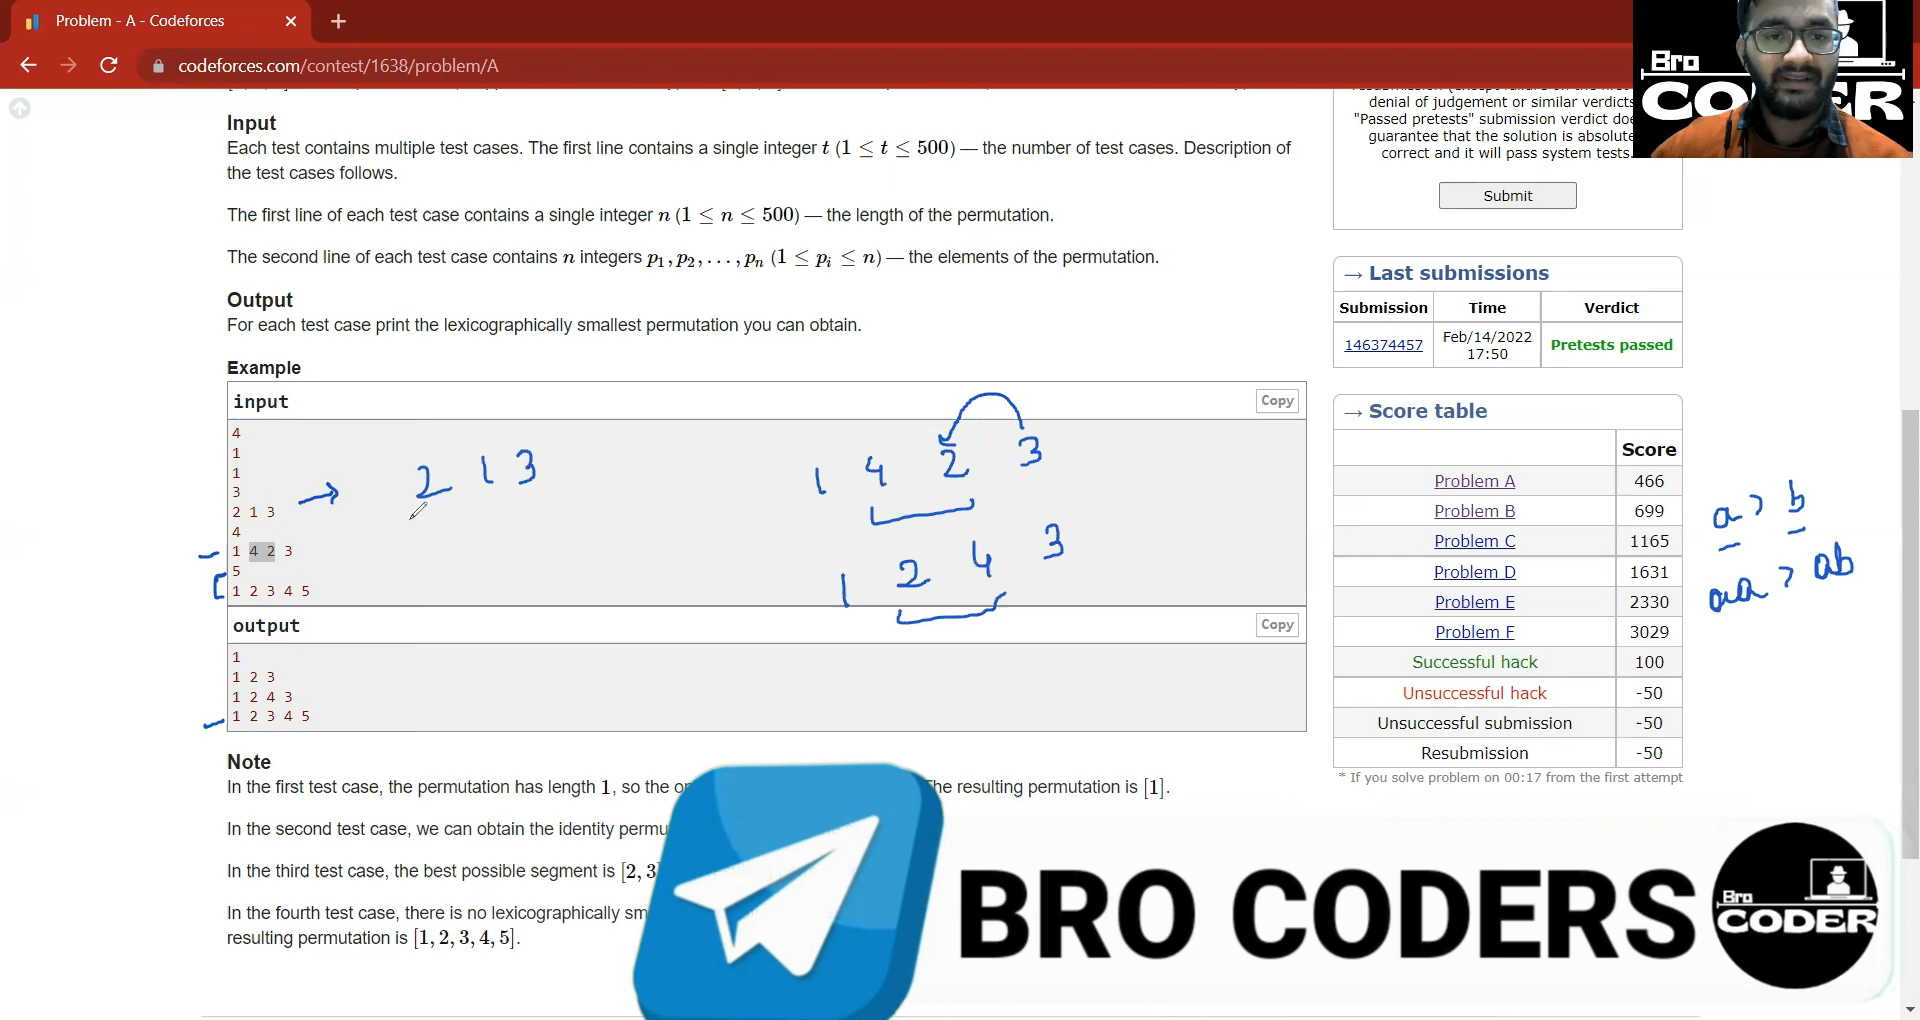 Problem - A - Codeforces
codeforces.com/contest/1638/problem/A
Bro
CODER
denial of judgement or similar verdicts
"Passed pretests" submission verdict doe
guarantee that the solution is absolute
correct and it will pass system tests.
Submit
Input
Each test contains multiple test cases. The first line contains a single integer t (1 ≤ t ≤ 500) — the number of test cases. Description of
the test cases follows.
The first line of each test case contains a single integer n (1 ≤ n ≤ 500) — the length of the permutation.
The second line of each test case contains n integers p1, p2, . . . , pn (1 ≤ pi ≤ n) — the elements of the permutation.
Output
For each test case print the lexicographically smallest permutation you can obtain.
Example
input
Copy
4
1
1
3
2 1 3
4
1 4 2 3
5
1 2 3 4 5
2 1 3
1 4 2 3
1 2 4 3
output
Copy
1
1 2 3
1 2 4 3
1 2 3 4 5
Note
In the first test case, the permutation has length 1, so the
he resulting permutation is [1].
In the second test case, we can obtain the identity permu
In the third test case, the best possible segment is [2, 3]
In the fourth test case, there is no lexicographically sm
resulting permutation is [1, 2, 3, 4, 5].
→ Last submissions
Submission Time Verdict
146374457 Feb/14/2022 17:50 Pretests passed
→ Score table
Score
Problem A 466
Problem B 699
Problem C 1165
Problem D 1631
Problem E 2330
Problem F 3029
Successful hack 100
Unsuccessful hack -50
Unsuccessful submission -50
Resubmission -50
* If you solve problem on 00:17 from the first attempt
a > b
aa > ab
BRO CODERS
Bro
CODER